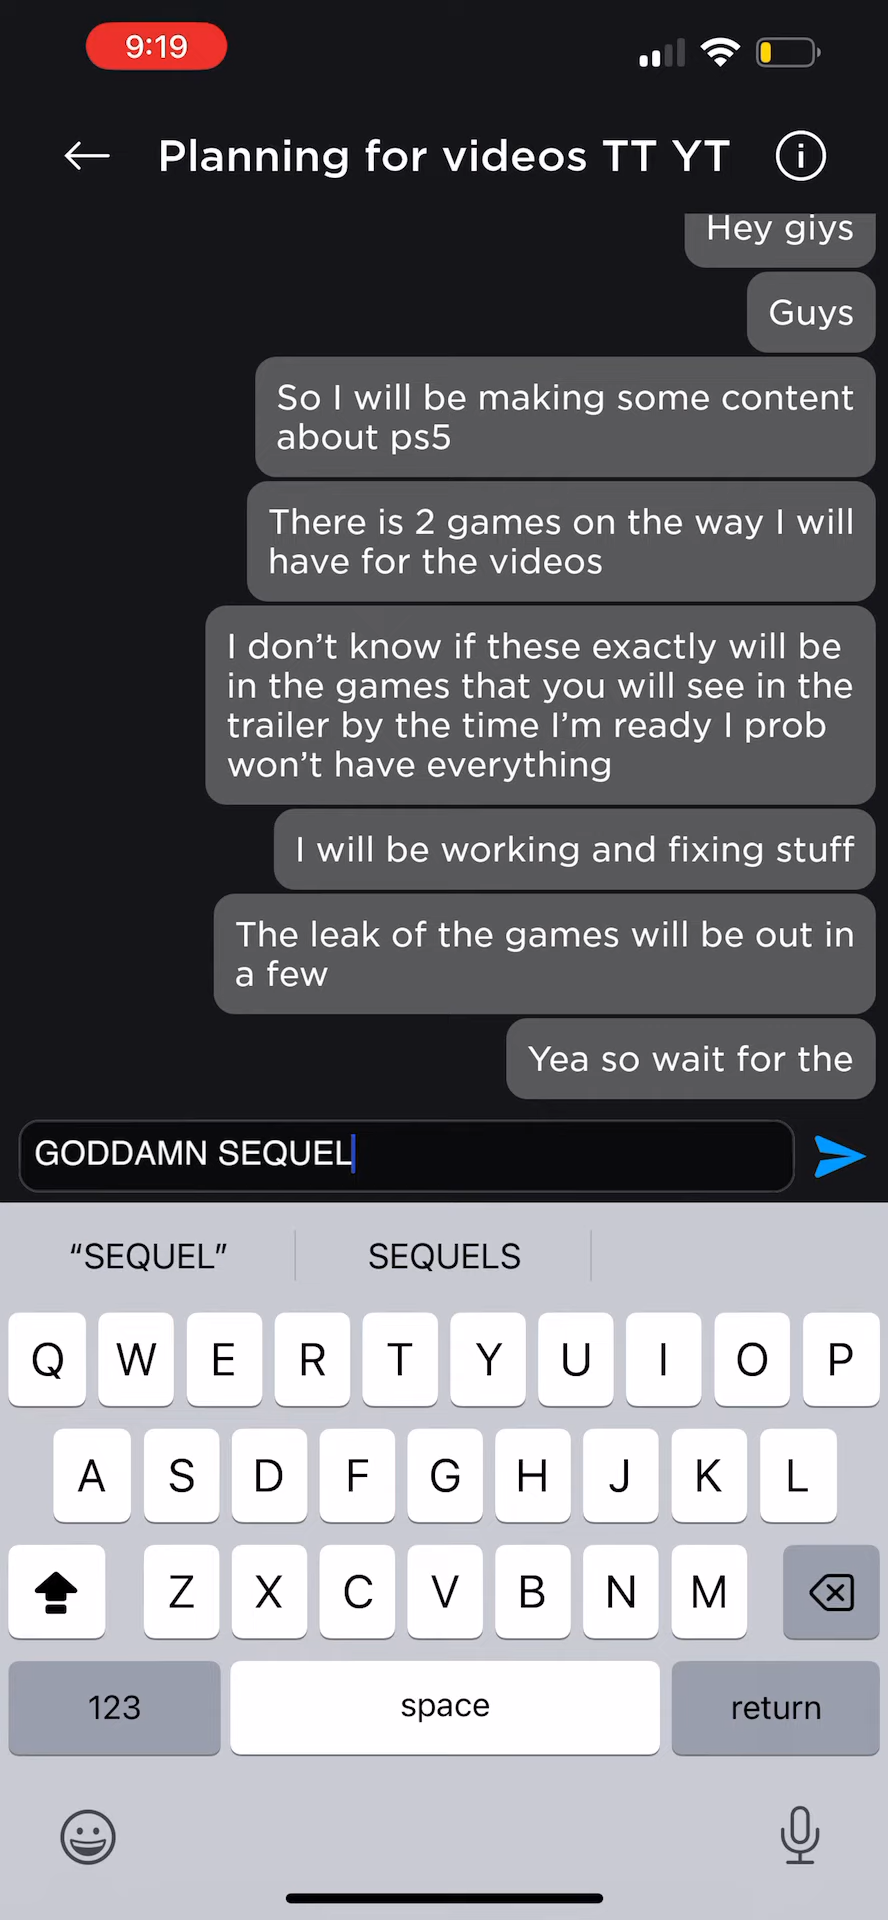 9:19
Planning for videos TT YT
Hey giys
Guys
So I will be making some content
about ps5
There is 2 games on the way I will
have for the videos
I don’t know if these exactly will be
in the games that you will see in the
trailer by the time I’m ready I prob
won’t have everything
I will be working and fixing stuff
The leak of the games will be out in
a few
Yea so wait for the
GODDAMN SEQUEL
“SEQUEL” SEQUELS
Q W E R T Y U I O P
A S D F G H J K L
Z X C V B N M
123 space return